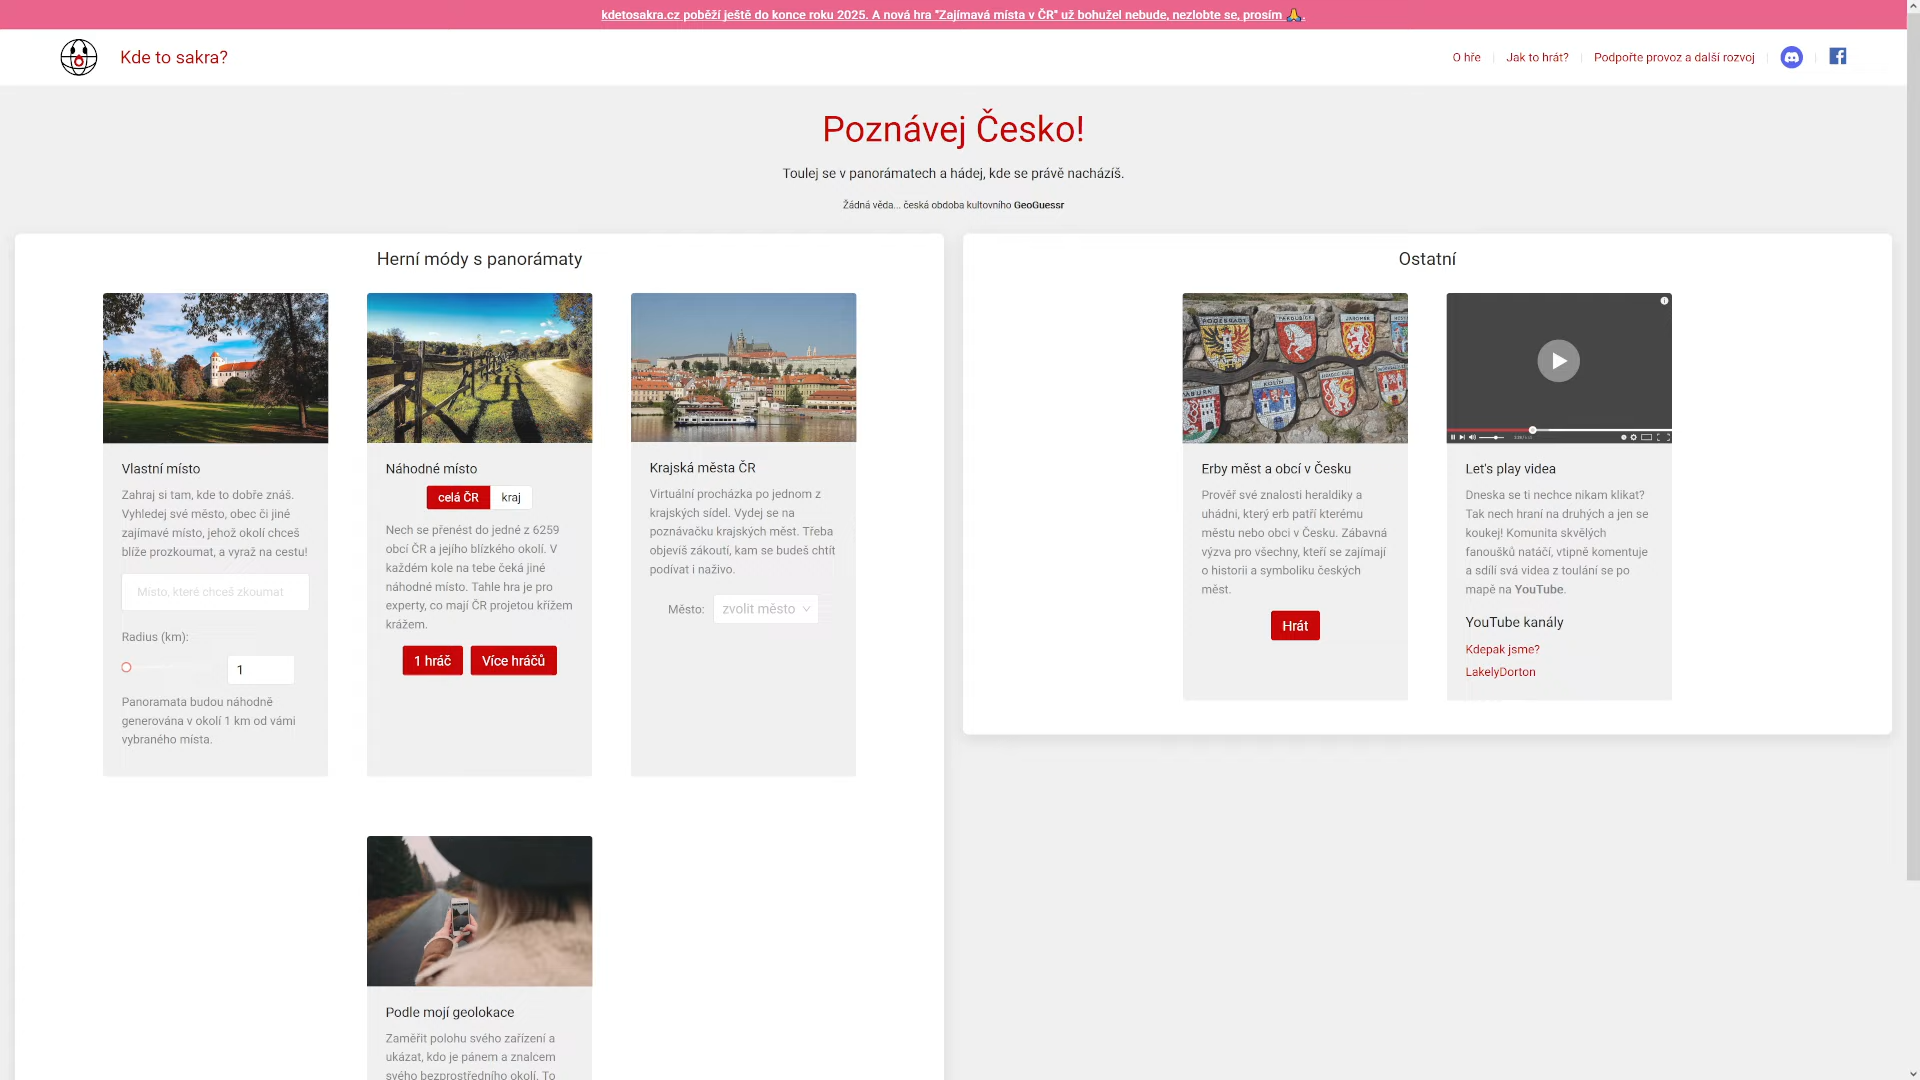 kdetosakra.cz poběží ještě do konce roku 2025. A nová hra "Zajímavá místa v ČR" už bohužel nebude, nezlobte se, prosím 🙏.
Kde to sakra?
O hře
Jak to hrát?
Podpořte provoz a další rozvoj
Poznávej Česko!
Toulej se v panorámatech a hádej, kde se právě nacházíš.
Žádná věda... česká obdoba kultovního GeoGuessr
Herní módy s panorámaty
Vlastní místo
Zahraj si tam, kde to dobře znáš.
Vyhledej své město, obec či jiné
zajímavé místo, jehož okolí chceš
blíže prozkoumat, a vyraž na cestu!
Místo, které chceš zkoumat
Radius (km):
1
Panoramata budou náhodně
generována v okolí 1 km od vámi
vybraného místa.
Náhodné místo
celá ČR
kraj
Nech se přenést do jedné z 6259
obcí ČR a jejího blízkého okolí. V
každém kole na tebe čeká jiné
náhodné místo. Tahle hra je pro
experty, co mají ČR projetou křížem
krážem.
1 hráč
Více hráčů
Krajská města ČR
Virtuální procházka po jednom z
krajských sídel. Vydej se na
poznávačku krajských měst. Třeba
objevíš zákoutí, kam se budeš chtít
podívat i naživo.
Město:
zvolit město
Podle mojí geolokace
Zaměřit polohu svého zařízení a
ukázat, kdo je pánem a znalcem
svého bezprostředního okolí. To
Ostatní
PARDUBICE
JAROMĚŘ
KOLÍN
Erby měst a obcí v Česku
Prověř své znalosti heraldiky a
uhádni, který erb patří kterému
městu nebo obci v Česku. Zábavná
výzva pro všechny, kteří se zajímají
o historii a symboliku českých
měst.
Hrát
Let's play videa
Dneska se ti nechce nikam klikat?
Tak nech hraní na druhých a jen se
koukej! Komunita skvělých
fanoušků natáčí, vtipně komentuje
a sdílí svá videa z toulání se po
mapě na YouTube.
YouTube kanály
Kdepak jsme?
LakelyDorton